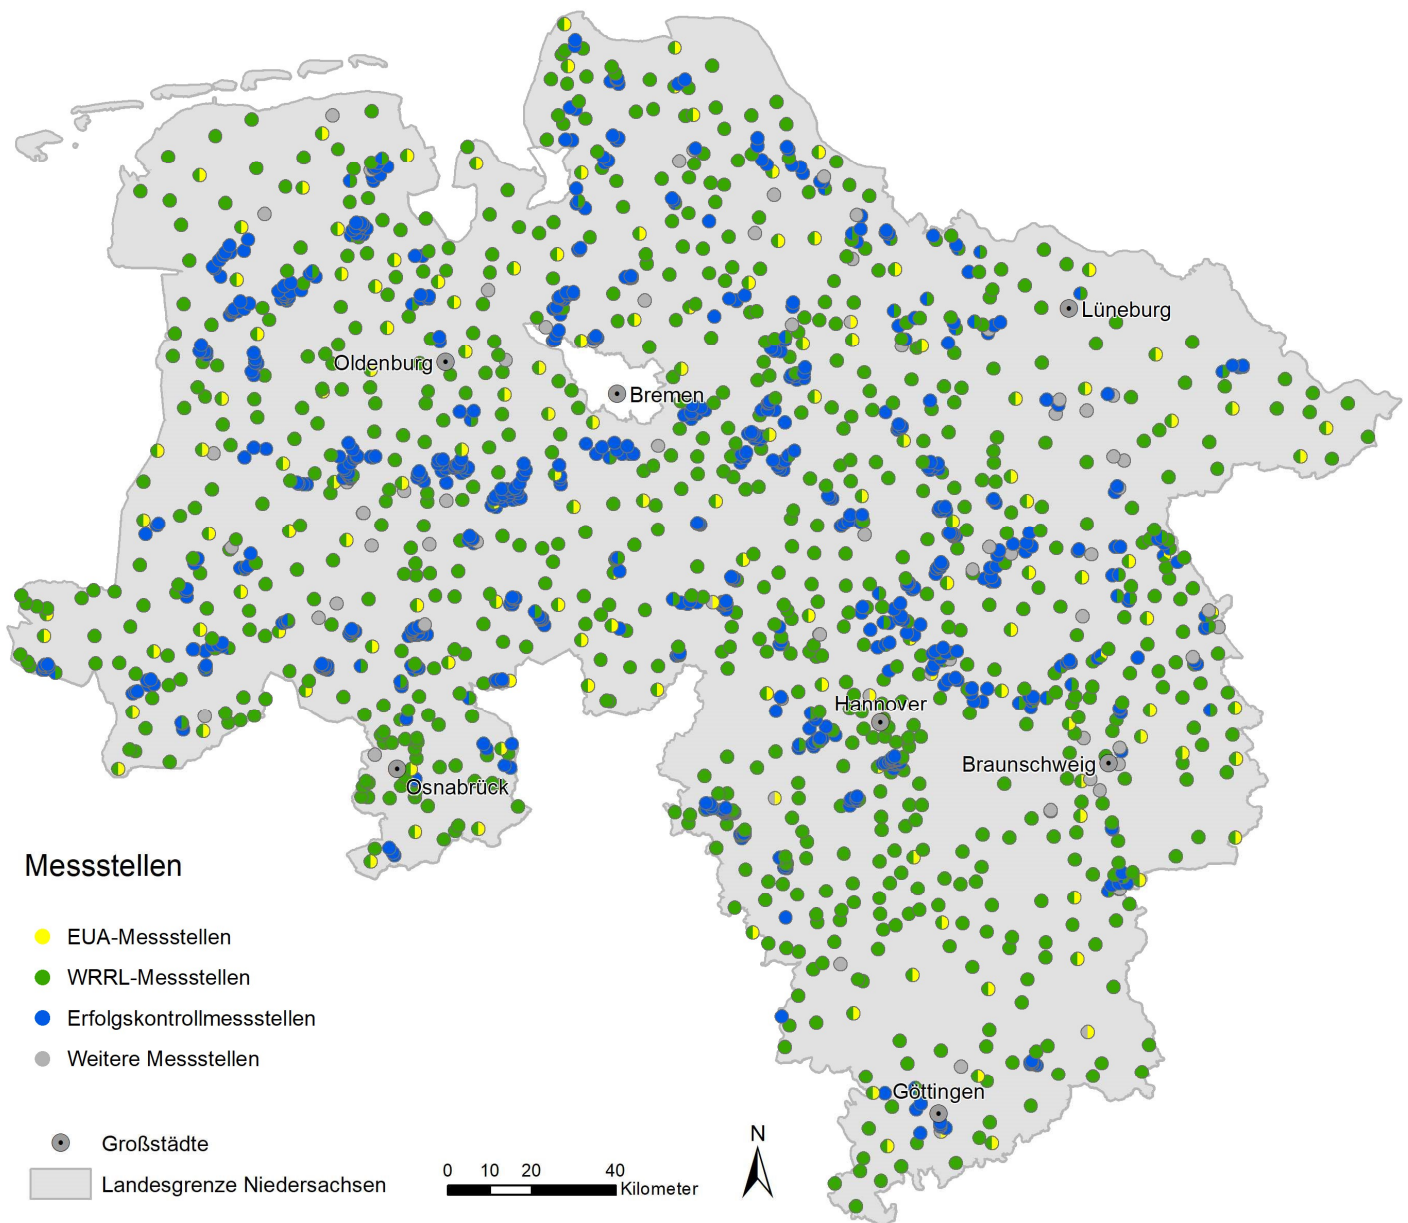 Lüneburg
Oldenburg
Bremen
Hannover
Braunschweig
Osnabrück
Messstellen
EUA-Messstellen
WRRL-Messstellen
Erfolgskontrollmessstellen
Weitere Messstellen
Göttingen
Großstädte
Landesgrenze Niedersachsen
N
0 10 20 40
Kilometer